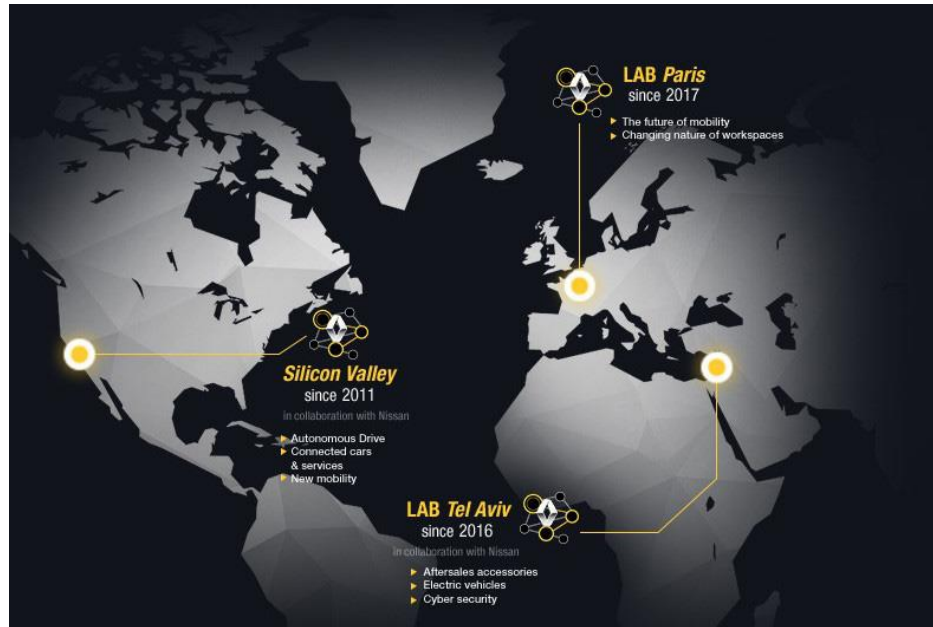 LAB Paris
since 2017
The future of mobility
Changing nature of workspaces
Silicon Valley
since 2011
in collaboration with Nissan
Autonomous Drive
Connected cars
& services
New mobility
LAB Tel Aviv
since 2016
in collaboration with Nissan
Aftersales accessories
Electric vehicles
Cyber security